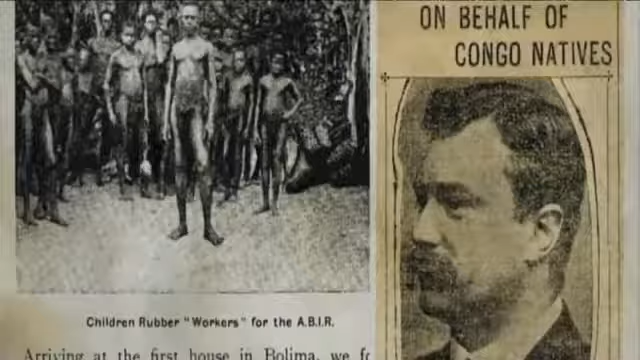 Children Rubber "Workers" for the A.B.I.R.
Arriving at the first house in Bolima, we
ON BEHALF OF
CONGO NATIVES